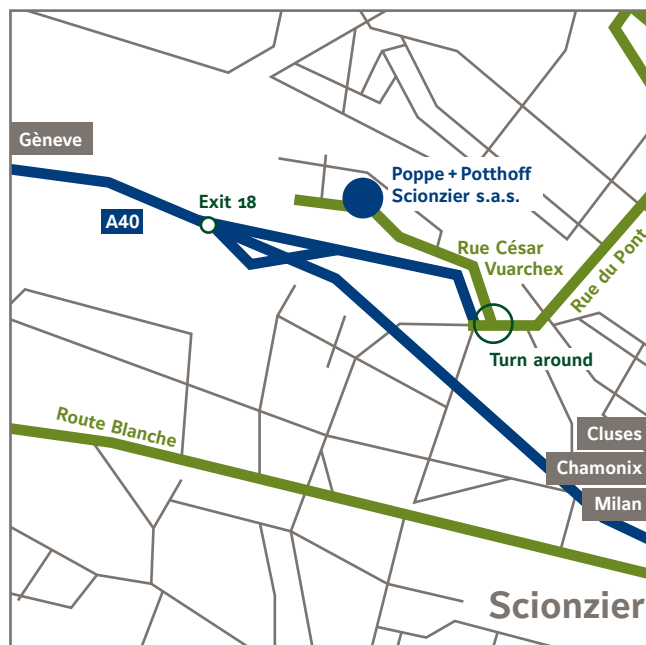 Gèneve
Poppe + Potthoff
Scionzier s.a.s.
Exit 18
A40
Rue César
Vuarchex
Rue du Pont
Turn around
Route Blanche
Cluses
Chamonix
Milan
Scionzier